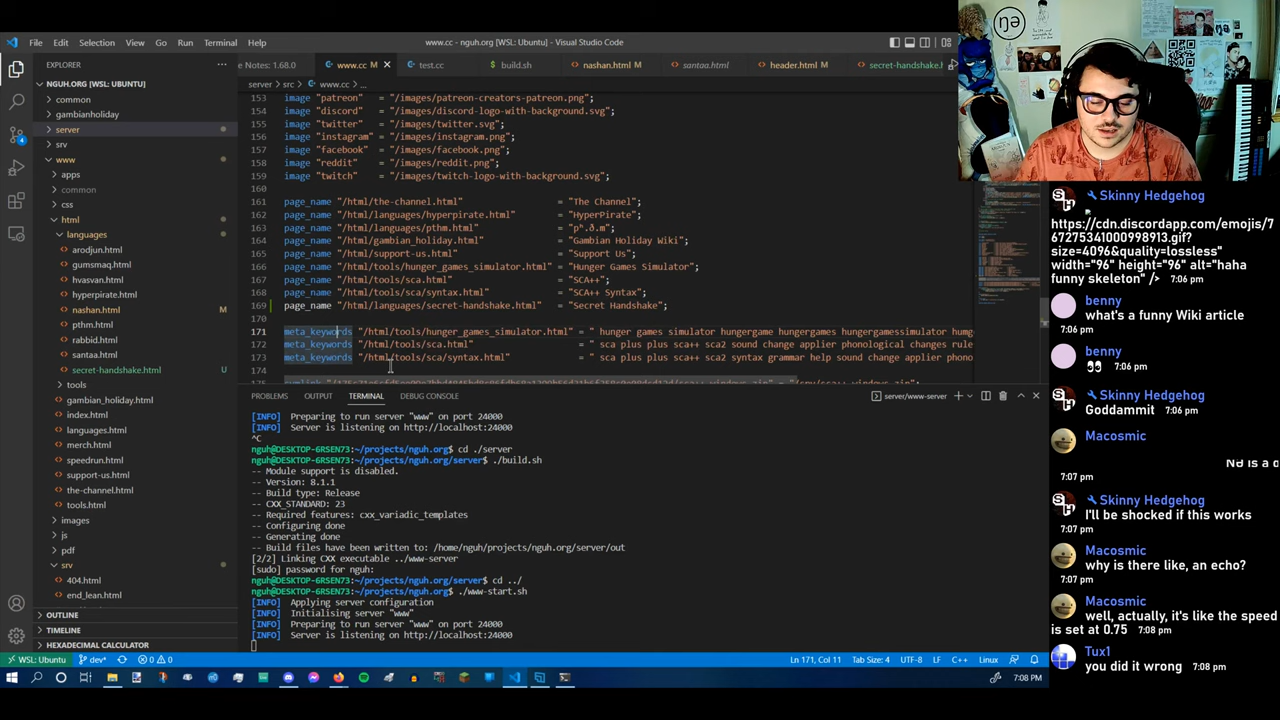 File Edit Selection View Go Run Terminal Help
www.cc - nguh.org [WSL: Ubuntu] - Visual Studio Code
EXPLORER
NGUH.ORG [WSL: UBUNTU]
common
gambianholiday
server
srv
www
apps
common
css
html
languages
arodjun.html
gumsmaq.html
hvasvan.html
hyperpirate.html
nashan.html
pthm.html
rabbid.html
santaa.html
secret-handshake.html U
tools
gambian_holiday.html
index.html
languages.html
merch.html
speedrun.html
support-us.html
the-channel.html
tools.html
images
js
pdf
srv
404.html
end_lean.html
OUTLINE
TIMELINE
HEXADECIMAL CALCULATOR
e Notes: 1.68.0 www.cc M test.cc build.sh nashan.html M santaa.html header.html M secret-handshake.h
server > src > www.cc > ...
153 image "patreon" = "/images/patreon-creators-patreon.png";
154 image "discord" = "/images/discord-logo-with-background.svg";
155 image "twitter" = "/images/twitter.svg";
156 image "instagram" = "/images/instagram.png";
157 image "facebook" = "/images/facebook.png";
158 image "reddit" = "/images/reddit.png";
159 image "twitch" = "/images/twitch-logo-with-background.svg";
160
161 page_name "/html/the-channel.html" = "The Channel";
162 page_name "/html/languages/hyperpirate.html" = "HyperPirate";
163 page_name "/html/languages/pthm.html" = "pʰ.ð.m";
164 page_name "/html/gambian_holiday.html" = "Gambian Holiday Wiki";
165 page_name "/html/support-us.html" = "Support Us";
166 page_name "/html/tools/hunger_games_simulator.html" = "Hunger Games Simulator";
167 page_name "/html/tools/sca.html" = "SCA++";
168 page_name "/html/tools/sca/syntax.html" = "SCA++ Syntax";
169 page_name "/html/languages/secret-handshake.html" = "Secret Handshake";
170
171 meta_keywords "/html/tools/hunger_games_simulator.html" = " hunger games simulator hungergame hungergames hungergamessimulator humg
172 meta_keywords "/html/tools/sca.html" = " sca plus plus sca++ sca2 sound change applier phonological changes rule
173 meta_keywords "/html/tools/sca/syntax.html" = " sca plus plus sca++ sca2 syntax grammar help sound change applier phono
174
PROBLEMS OUTPUT TERMINAL DEBUG CONSOLE
server/www-server
[INFO] Preparing to run server "www" on port 24000
[INFO] Server is listening on http://localhost:24000
^C
nguh@DESKTOP-6RSEN73:~/projects/nguh.org$ cd ./server
nguh@DESKTOP-6RSEN73:~/projects/nguh.org/server$ ./build.sh
-- Module support is disabled.
-- Version: 8.1.1
-- Build type: Release
-- CXX_STANDARD: 23
-- Required features: cxx_variadic_templates
-- Configuring done
-- Generating done
-- Build files have been written to: /home/nguh/projects/nguh.org/server/out
[2/2] Linking CXX executable ../www-server
[sudo] password for nguh:
nguh@DESKTOP-6RSEN73:~/projects/nguh.org/server$ cd ../
nguh@DESKTOP-6RSEN73:~/projects/nguh.org$ ./www-start.sh
[INFO] Applying server configuration
[INFO] Initialising server "www"
[INFO] Preparing to run server "www" on port 24000
[INFO] Server is listening on http://localhost:24000
WSL: Ubuntu dev* 0 0
Ln 171, Col 11 Tab Size: 4 UTF-8 LF C++ Linux
7:08 PM
ŋə
Skinny Hedgehog
https://cdn.discordapp.com/emojis/7
67275341000998913.gif?
size=4096&quality=lossless"
width="96" height="96" alt="haha
funny skeleton" /> 7:06 pm
benny
what's a funny Wiki article
7:06 pm
benny
👀 7:06 pm
Skinny Hedgehog
Goddammit 7:06 pm
Macosmic
7:07 pm
Skinny Hedgehog
I'll be shocked if this works
7:07 pm
Macosmic
why is there like, an echo?
7:07 pm
Macosmic
well, actually, it's like the speed
is set at 0.75 7:08 pm
Tux1
you did it wrong 7:08 pm